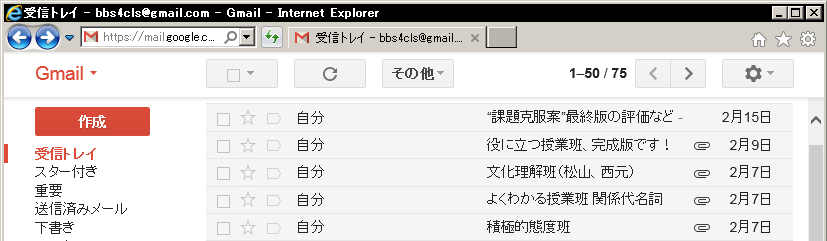 受信トレイ - bbs4cls@gmail.com - Gmail - Internet Explorer
https://mail.google.c... 受信トレイ - bbs4cls@gmail....
Gmail その他 1–50 / 75
作成
受信トレイ
スター付き
重要
送信済みメール
下書き
自分 “課題克服案”最終版の評価など - 2月15日
自分 役に立つ授業班、完成版です！ 2月9日
自分 文化理解班（松山、西元） 2月7日
自分 よくわかる授業班 関係代名詞 2月7日
自分 積極的態度班 2月7日